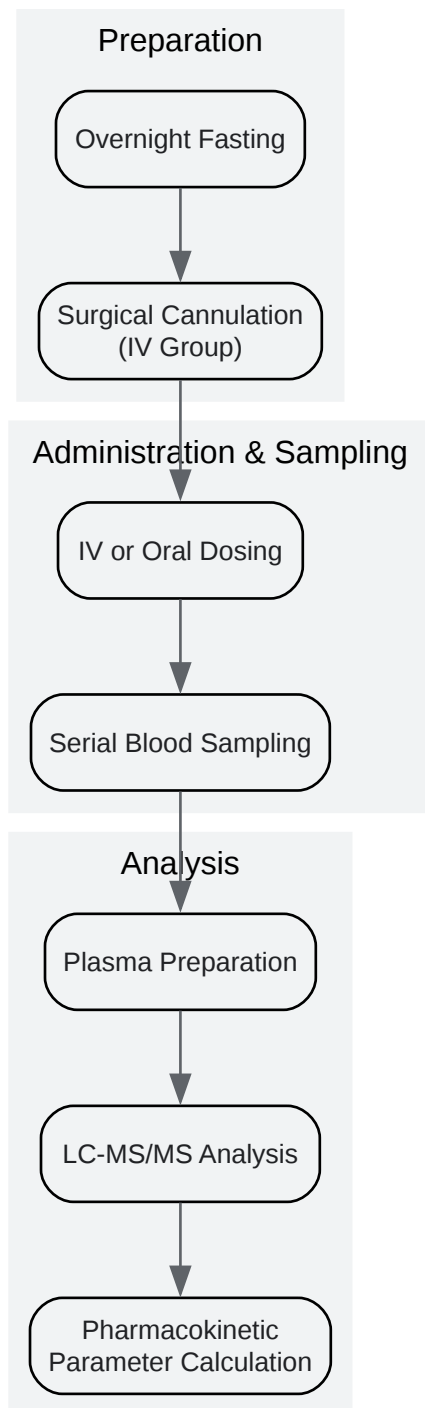 Preparation
Overnight Fasting
Surgical Cannulation
(IV Group)
Administration & Sampling
IV or Oral Dosing
Serial Blood Sampling
Analysis
Plasma Preparation
LC-MS/MS Analysis
Pharmacokinetic
Parameter Calculation